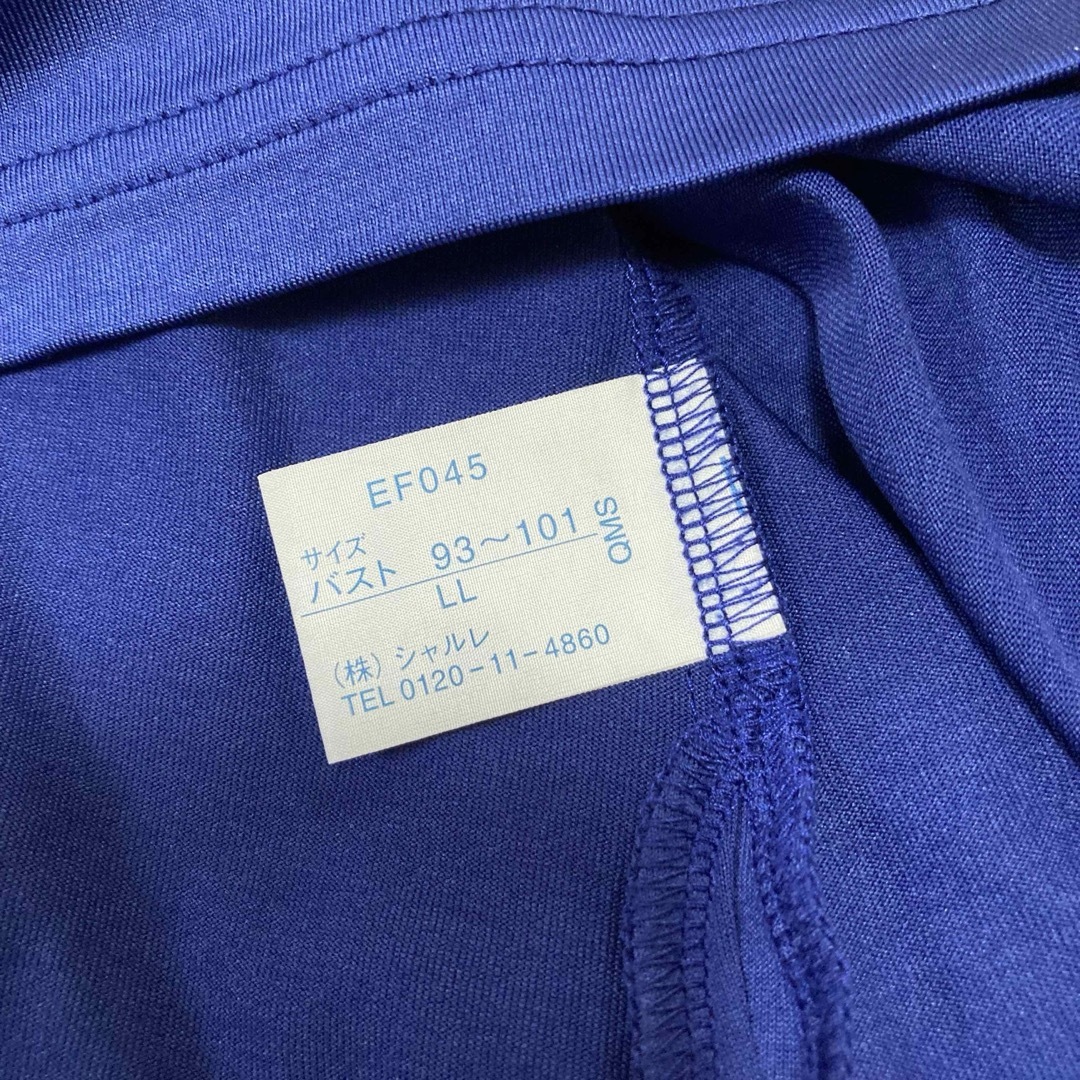 EF045
サイズ
バスト 93〜101
LL
QMS
(株) シャルレ
TEL 0120-11-4860